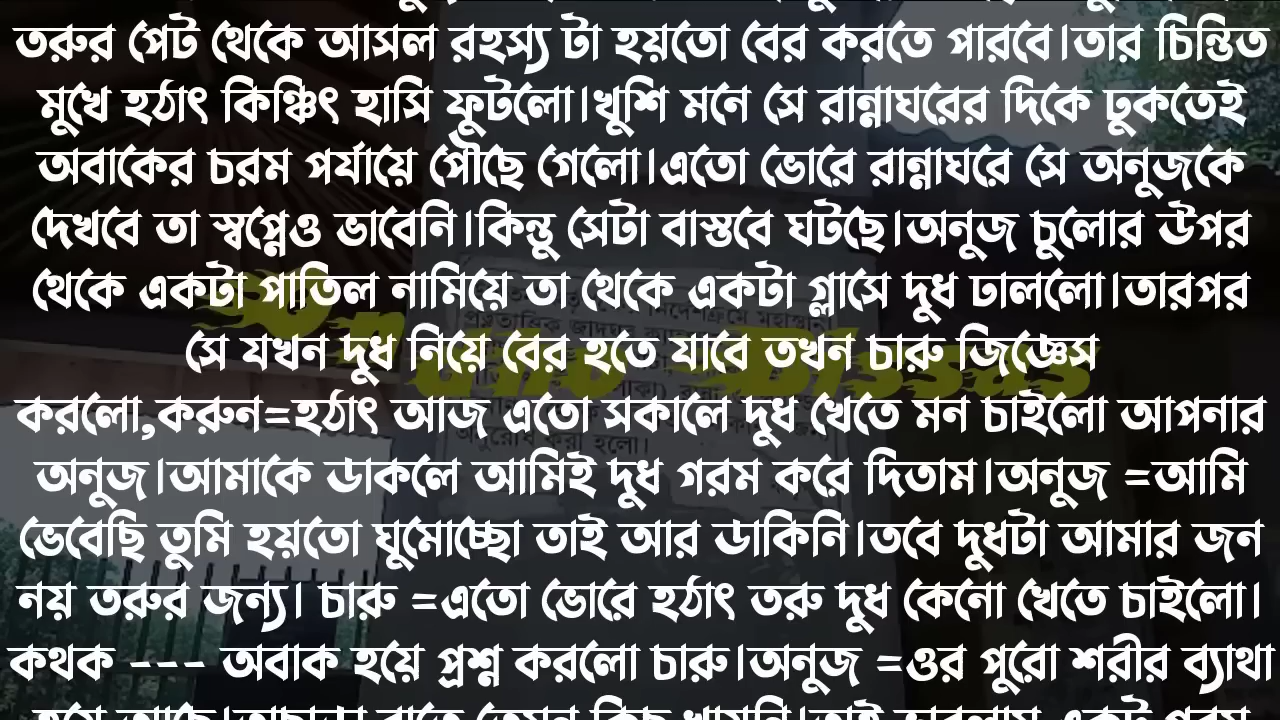 তরুর পেট থেকে আসল রহস্য টা হয়তো বের করতে পারবে।তার চিন্তিত
মুখে হঠাৎ কিঞ্চিৎ হাসি ফুটলো।খুশি মনে সে রান্নাঘরের দিকে ঢুকতেই
অবাকের চরম পর্যায়ে পৌঁছে গেলো।এতো ভোরে রান্নাঘরে সে অনুজকে
দেখবে তা স্বপ্নেও ভাবেনি।কিন্তু সেটা বাস্তবে ঘটছে।অনুজ চুলোর উপর
থেকে একটা পাতিল নামিয়ে তা থেকে একটা গ্লাসে দুধ ঢাললো।তারপর
সে যখন দুধ নিয়ে বের হতে যাবে তখন চারু জিজ্ঞেস
করলো,করুন=হঠাৎ আজ এতো সকালে দুধ খেতে মন চাইলো আপনার
অনুজ।আমাকে ডাকলে আমিই দুধ গরম করে দিতাম।অনুজ =আমি
ভেবেছি তুমি হয়তো ঘুমোচ্ছো তাই আর ডাকিনি।তবে দুধটা আমার জন
নয় তরুর জন্য। চারু =এতো ভোরে হঠাৎ তরু দুধ কেনো খেতে চাইলো।
কথক --- অবাক হয়ে প্রশ্ন করলো চারু।অনুজ =ওর পুরো শরীর ব্যাথা